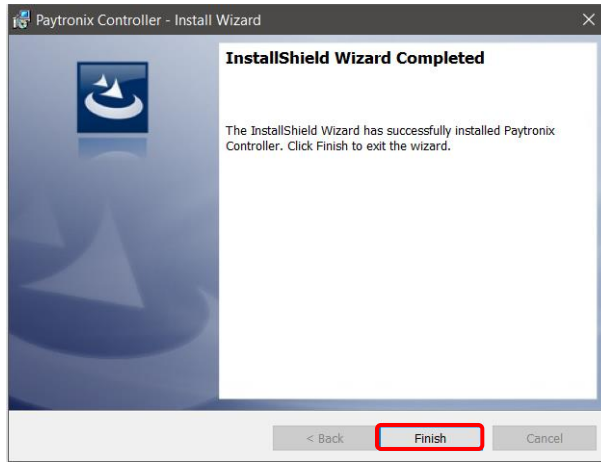 Paytronix Controller - Install Wizard
InstallShield Wizard Completed
The InstallShield Wizard has successfully installed Paytronix
Controller. Click Finish to exit the wizard.
< Back
Finish
Cancel